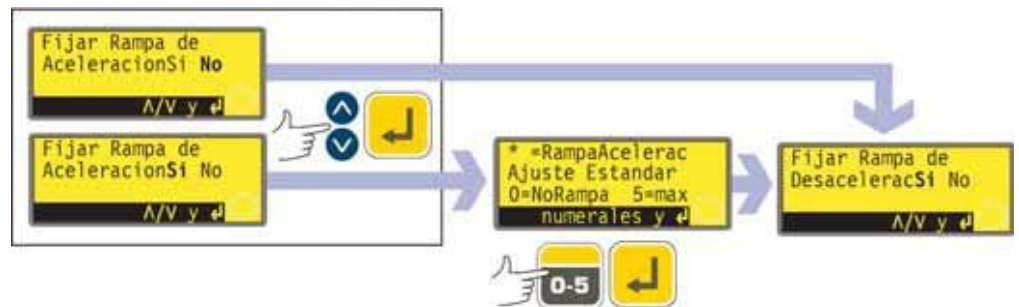 Fijar Rampa de
AceleracionSi No
Λ/V y ↲
Fijar Rampa de
AceleracionSi No
Λ/V y ↲
* =RampaAcelerac
Ajuste Estandar
0=NoRampa 5=max
numerales y ↲
0-5
Fijar Rampa de
DesaceleracSi No
Λ/V y ↲